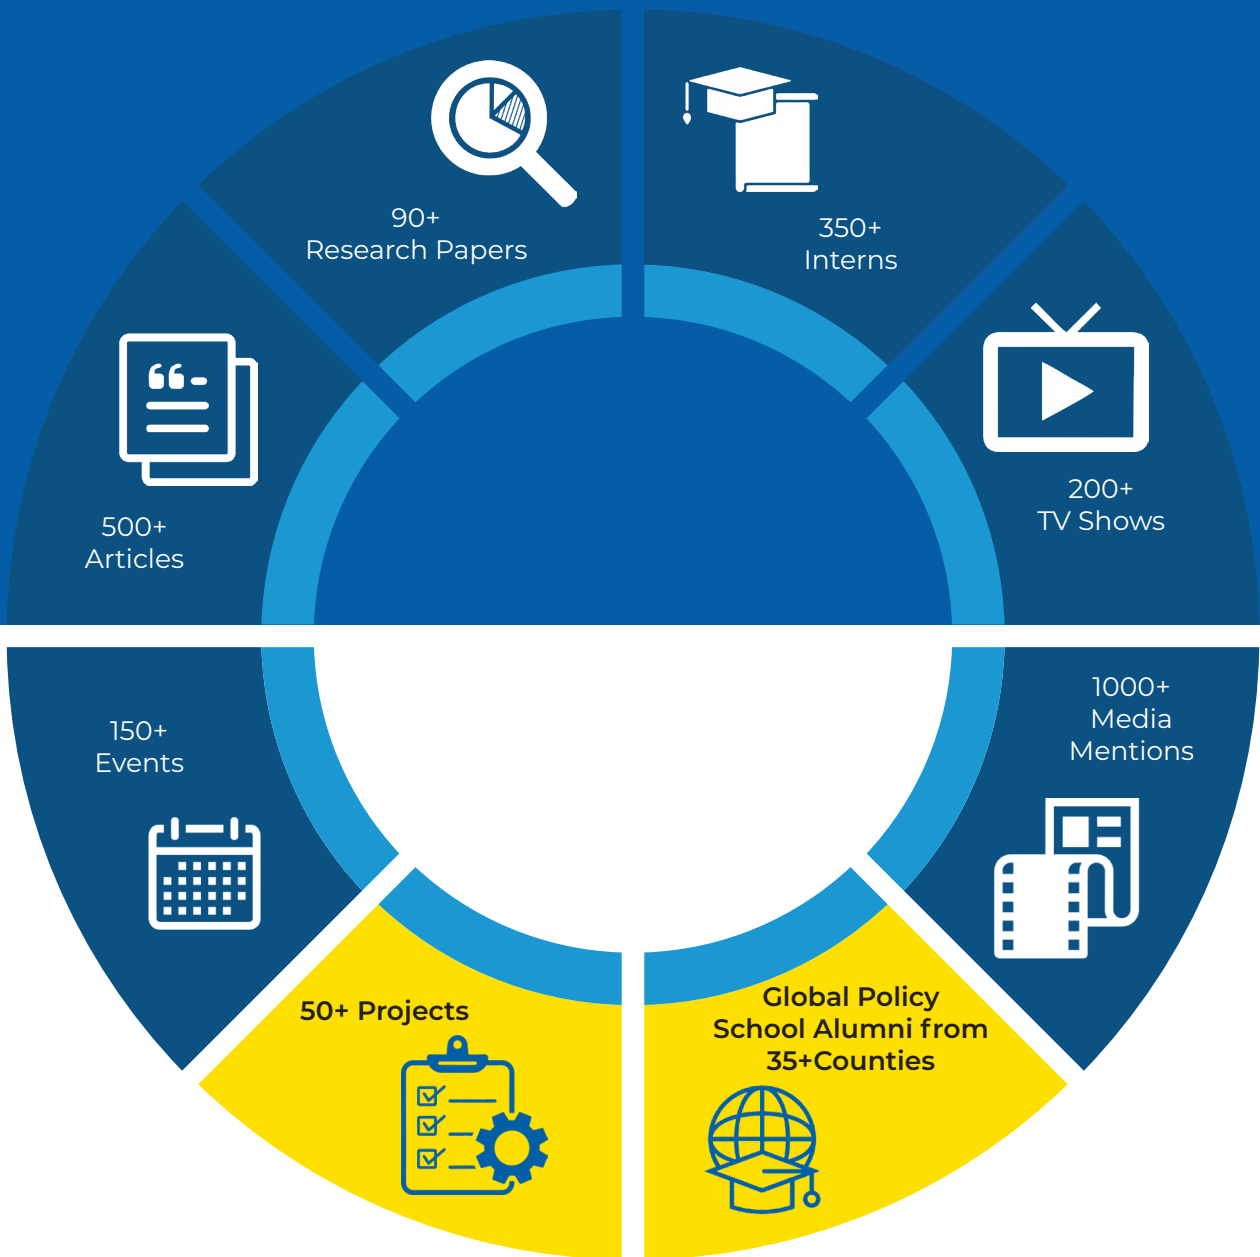 90+
Research Papers
350+
Interns
500+
Articles
200+
TV Shows
150+
Events
1000+
Media
Mentions
50+ Projects
Global Policy
School Alumni from
35+Counties